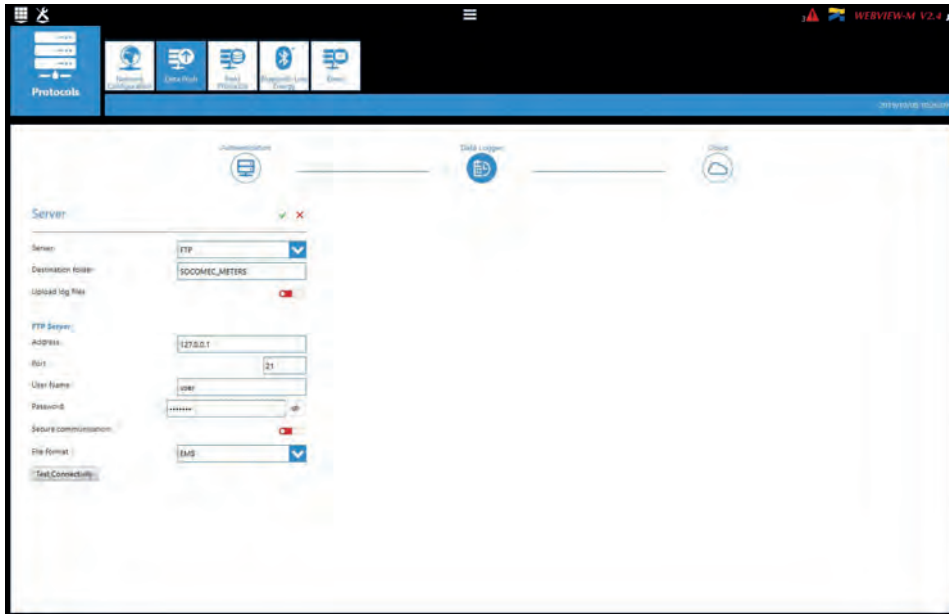 3 WEBVIEW-M V2.4
Protocols
Network Configuration
Data Push
Field Protocols
Bluetooth Low Energy
Authentication
Data Logger
Cloud
Server
Server
FTP
Destination folder
SOCOMEC_METERS
Upload log files
FTP Server
Address
127.0.0.1
Port
21
User Name
user
Password
•••••••
Secure communication
File format
EMS
Test Connectivity